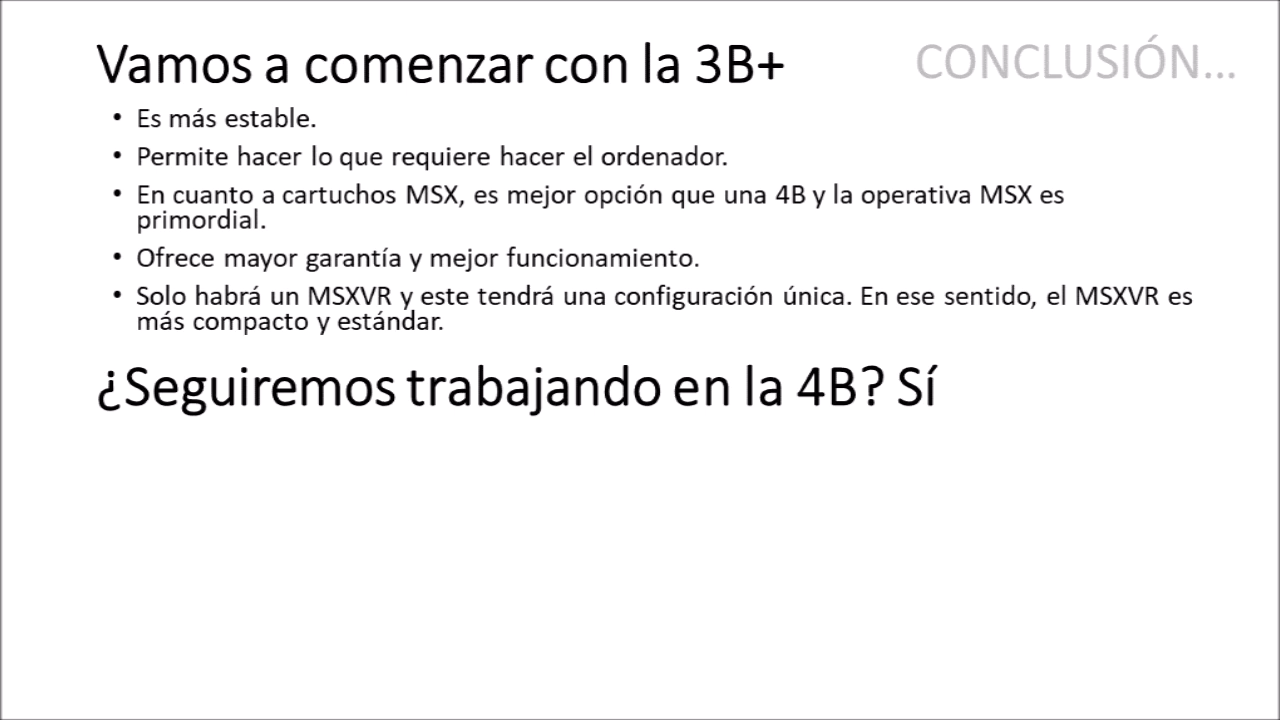 Vamos a comenzar con la 3B+
CONCLUSIÓN...
• Es más estable.
• Permite hacer lo que requiere hacer el ordenador.
• En cuanto a cartuchos MSX, es mejor opción que una 4B y la operativa MSX es
primordial.
• Ofrece mayor garantía y mejor funcionamiento.
• Solo habrá un MSXVR y este tendrá una configuración única. En ese sentido, el MSXVR es
más compacto y estándar.
¿Seguiremos trabajando en la 4B? Sí